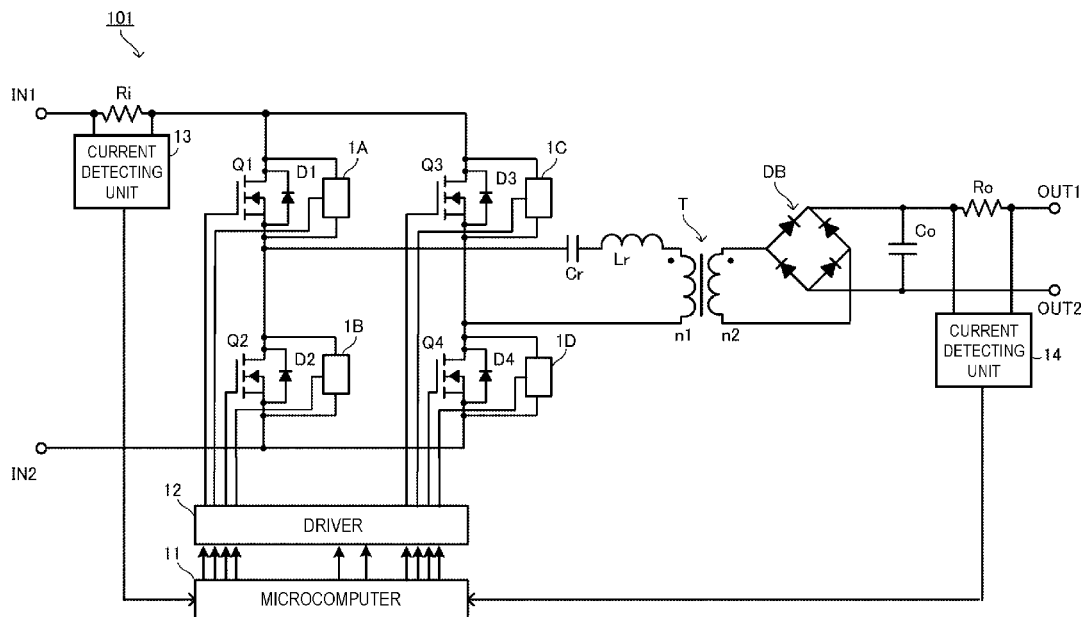 101
IN1
Ri
13
CURRENT
DETECTING
UNIT
Q1
D1
1A
Q3
D3
1C
DB
Ro
OUT1
T
Co
Cr
Lr
n1
n2
OUT2
Q2
D2
1B
Q4
D4
1D
CURRENT
DETECTING
UNIT
14
IN2
12
DRIVER
11
MICROCOMPUTER